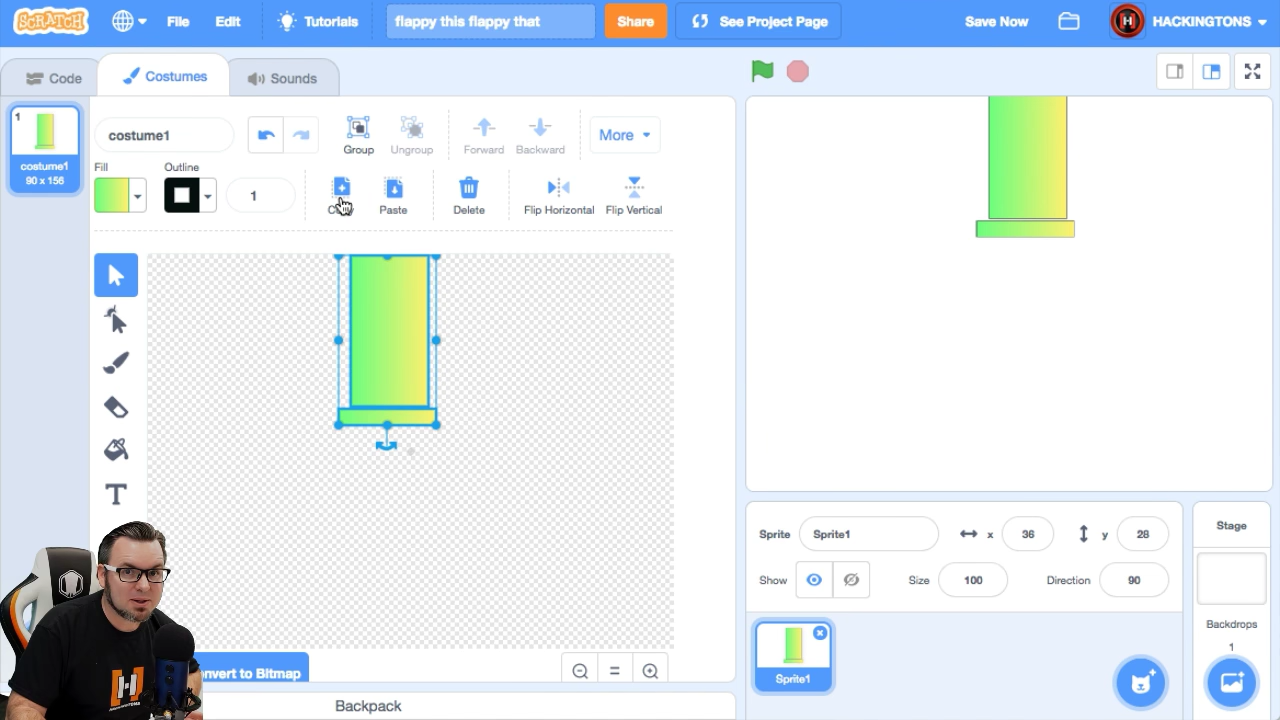 SCRATCH
File
Edit
Tutorials
flappy this flappy that
Share
See Project Page
Save Now
HACKINGTONS
Code
Costumes
Sounds
1
costume1
90 x 156
costume1
Group
Ungroup
Forward
Backward
More
Fill
Outline
1
Paste
Delete
Flip Horizontal
Flip Vertical
T
nvert to Bitmap
Backpack
Sprite
Sprite1
x
36
y
28
Show
Size
100
Direction
90
Sprite1
Stage
Backdrops
1